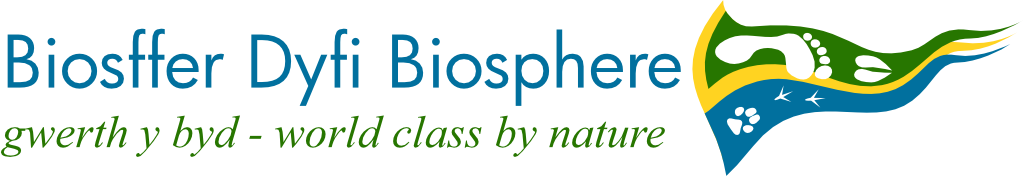 Biosffer Dyfi Biosphere
gwerth y byd - world class by nature